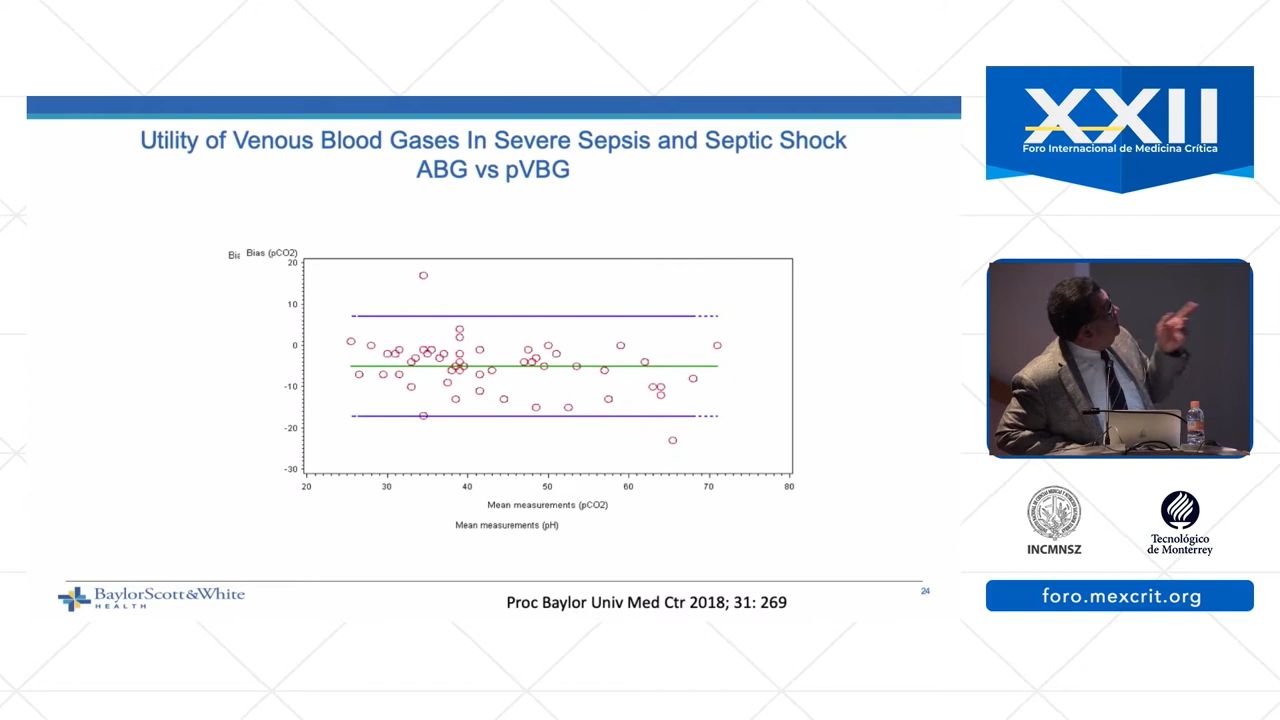 Utility of Venous Blood Gases In Severe Sepsis and Septic Shock
ABG vs pVBG
Bias (pCO2)
20
10
0
-10
-20
-30
20
30
40
50
60
70
80
Mean measurements (pCO2)
Mean measurements (pH)
BaylorScott&White
HEALTH
Proc Baylor Univ Med Ctr 2018; 31: 269
24
XXII
Foro Internacional de Medicina Crítica
INCMNSZ
Tecnológico
de Monterrey
foro.mexcrit.org